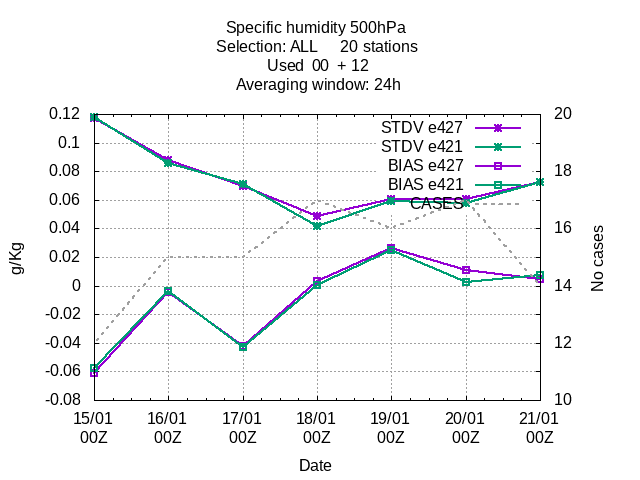 Specific humidity 500hPa
Selection: ALL     20 stations
Used  00  + 12
Averaging window: 24h
STDV e427
STDV e421
BIAS e427
BIAS e421
CASES
0.12
0.1
0.08
0.06
0.04
0.02
0
-0.02
-0.04
-0.06
-0.08
g/Kg
20
18
16
14
12
10
No cases
15/01 16/01 17/01 18/01 19/01 20/01 21/01
00Z 00Z 00Z 00Z 00Z 00Z 00Z
Date